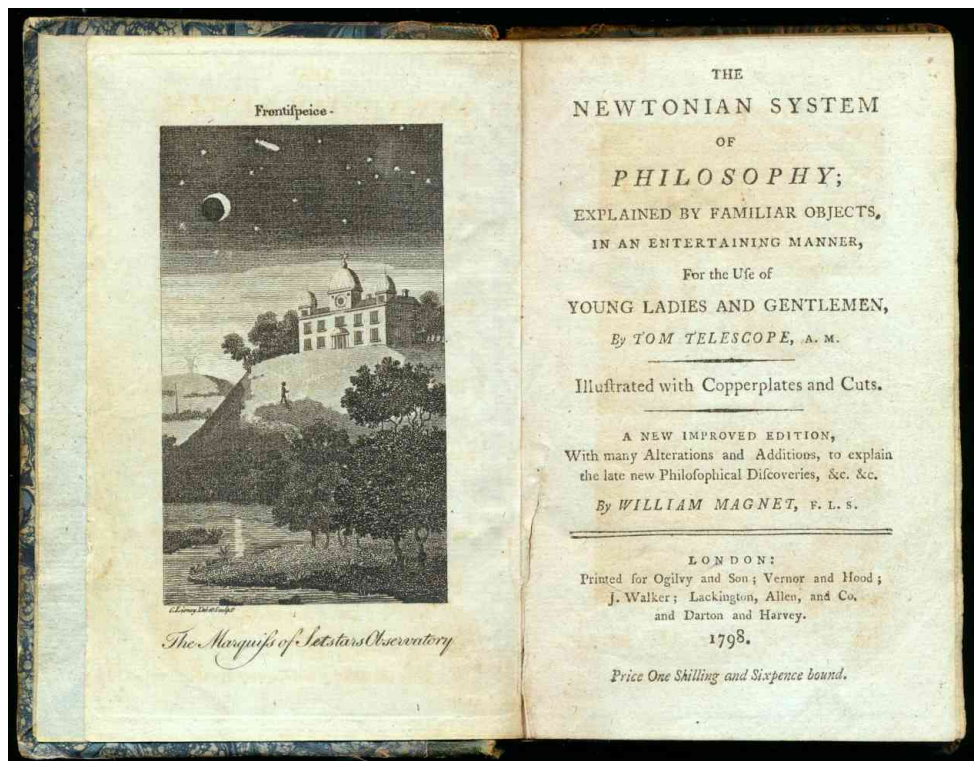 Frontiſpeice.
The Marquiſs of Setstars Observatory
THE
NEWTONIAN SYSTEM
OF
PHILOSOPHY;
EXPLAINED BY FAMILIAR OBJECTS,
IN AN ENTERTAINING MANNER,
For the Uſe of
YOUNG LADIES AND GENTLEMEN,
By TOM TELESCOPE, A. M.
Illuſtrated with Copperplates and Cuts.
A NEW IMPROVED EDITION,
With many Alterations and Additions, to explain
the late new Philoſophical Diſcoveries, &c. &c.
By WILLIAM MAGNET, F. L. S.
LONDON:
Printed for Ogilvy and Son; Vernor and Hood;
J. Walker; Lackington, Allen, and Co.
and Darton and Harvey.
1798.
Price One Shilling and Sixpence bound.